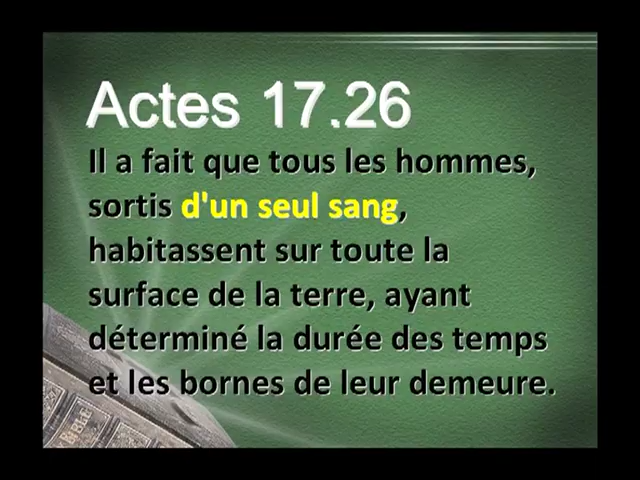 Actes 17.26
Il a fait que tous les hommes,
sortis d'un seul sang,
habitassent sur toute la
surface de la terre, ayant
déterminé la durée des temps
et les bornes de leur demeure.
BIBLE